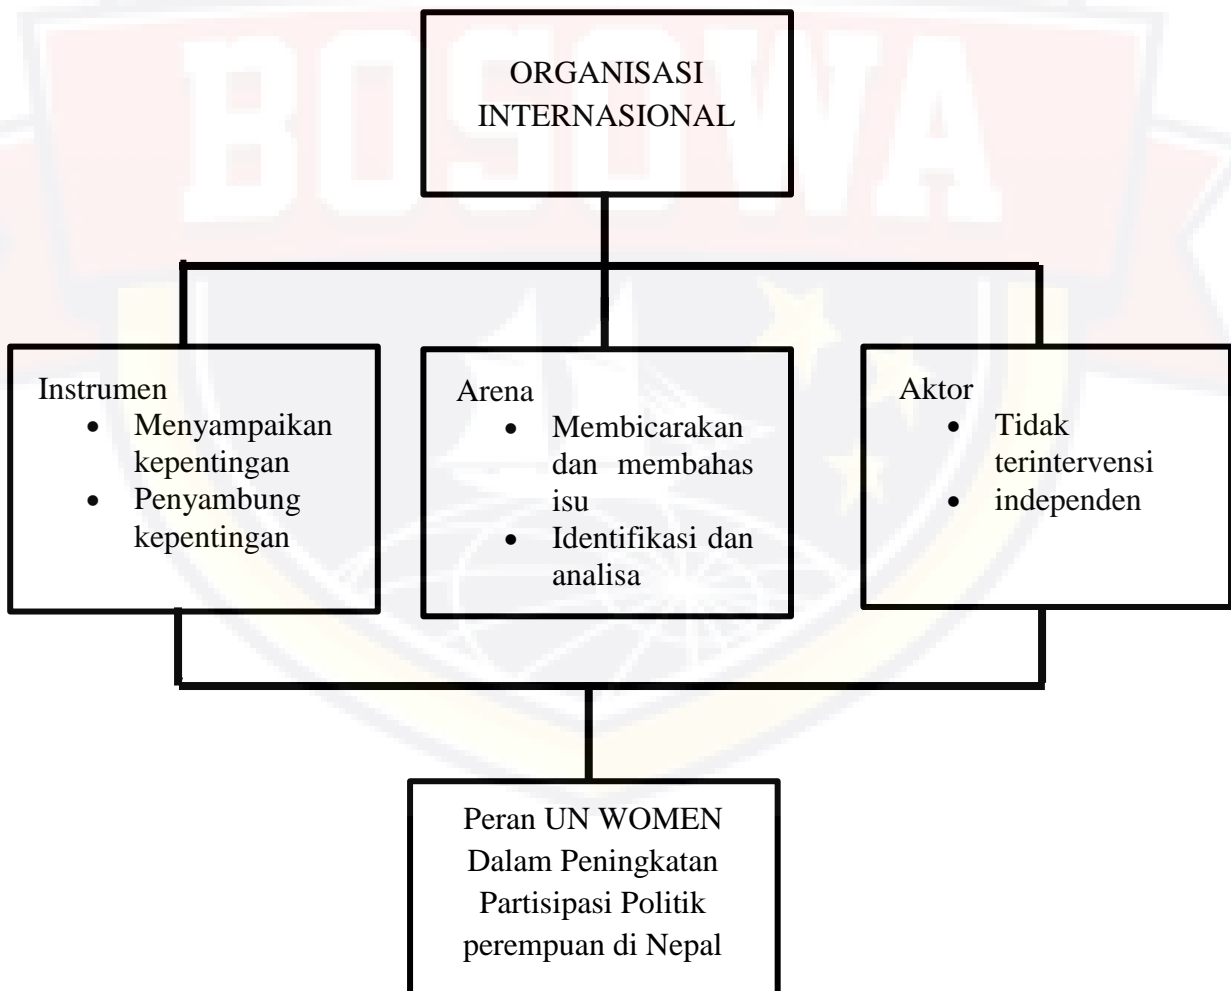 BOSOWA
ORGANISASI
INTERNASIONAL
Instrumen
• Menyampaikan
kepentingan
• Penyambung
kepentingan
Arena
• Membicarakan
dan membahas
isu
• Identifikasi dan
analisa
Aktor
• Tidak
terintervensi
• independen
Peran UN WOMEN
Dalam Peningkatan
Partisipasi Politik
perempuan di Nepal